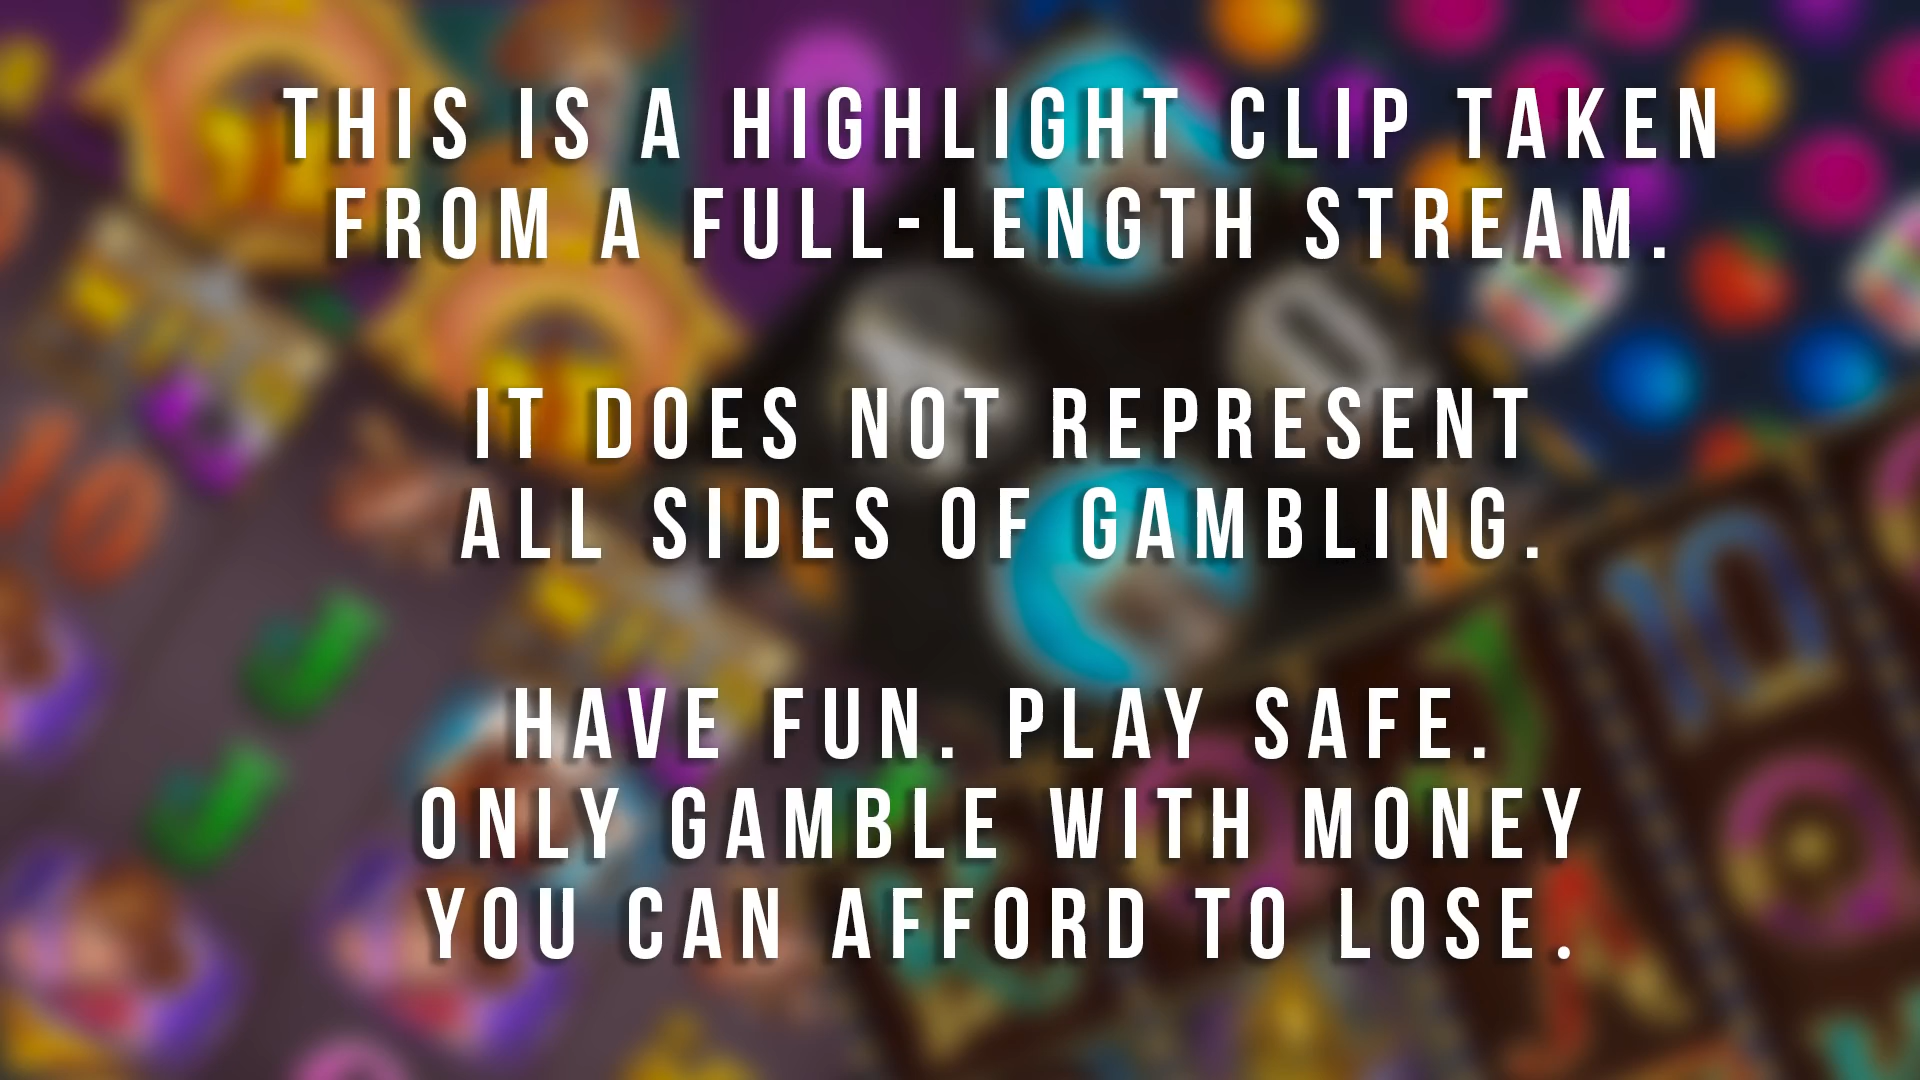 THIS IS A HIGHLIGHT CLIP TAKEN
FROM A FULL-LENGTH STREAM.
IT DOES NOT REPRESENT
ALL SIDES OF GAMBLING.
HAVE FUN. PLAY SAFE.
ONLY GAMBLE WITH MONEY
YOU CAN AFFORD TO LOSE.